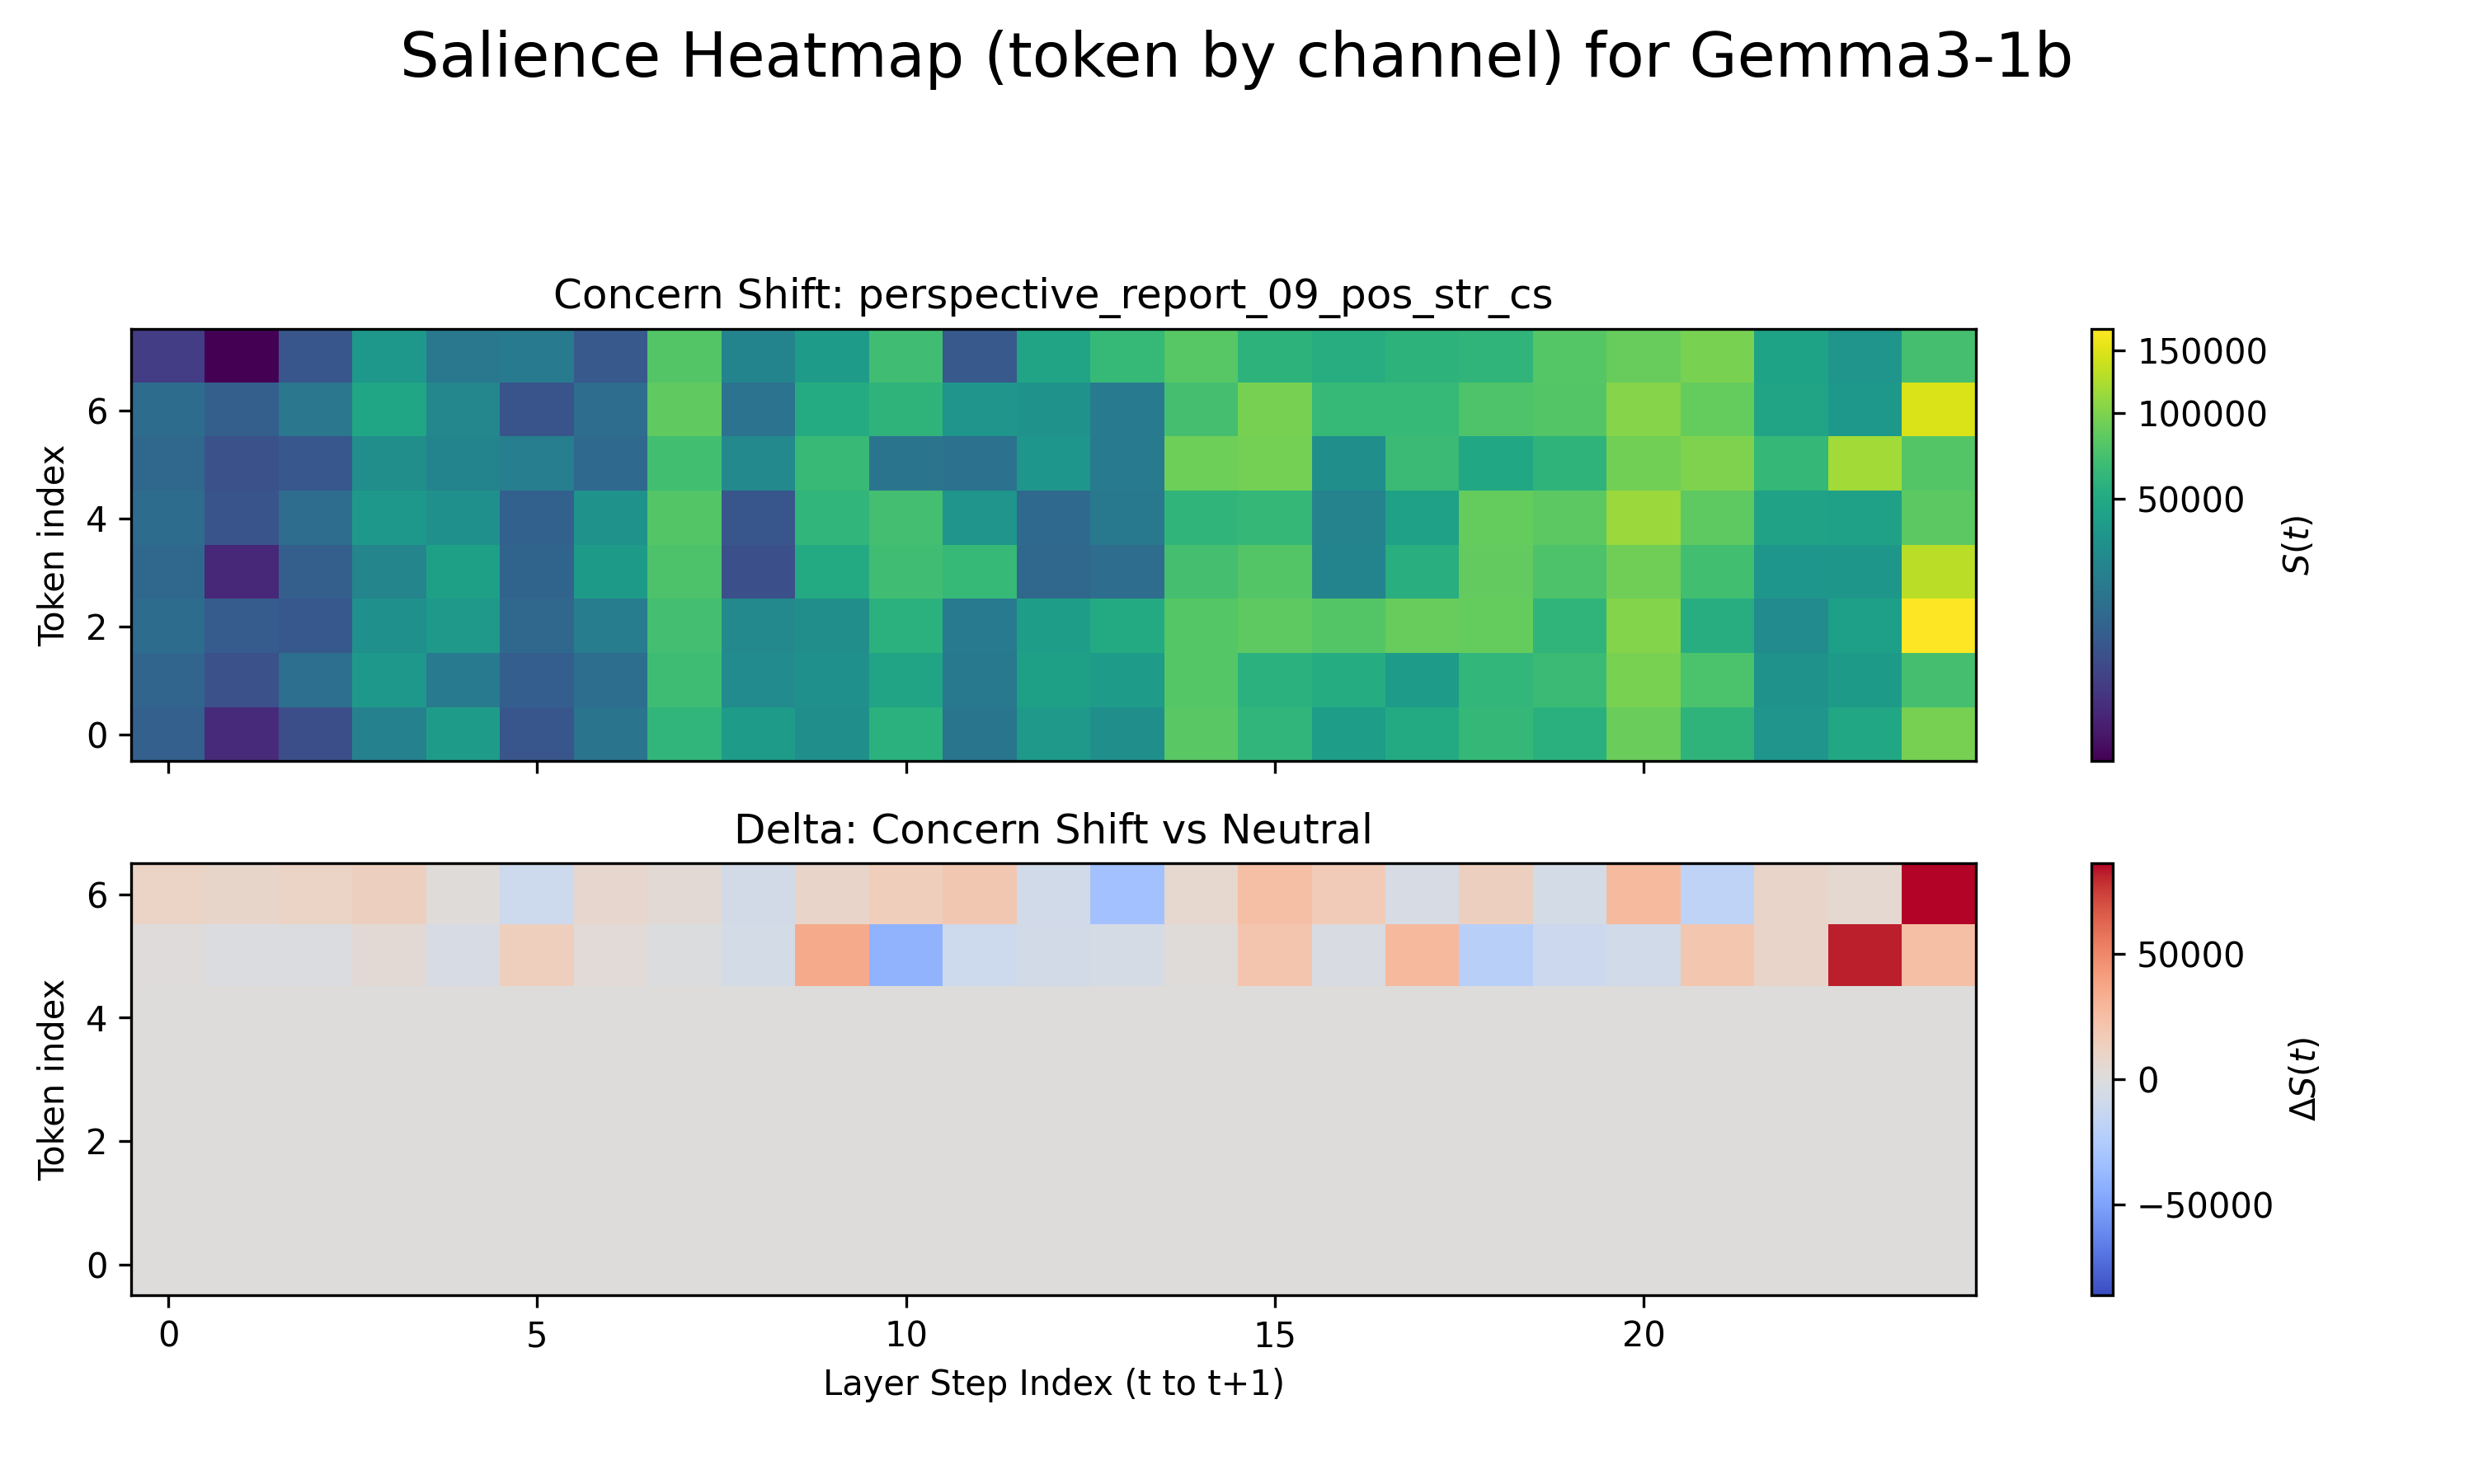 Salience Heatmap (token by channel) for Gemma3-1b
Concern Shift: perspective_report_09_pos_str_cs
Token index
6
4
2
0
150000
100000
50000
S(t)
Delta: Concern Shift vs Neutral
Token index
6
4
2
0
0
5
10
15
20
Layer Step Index (t to t+1)
50000
0
−50000
ΔS(t)